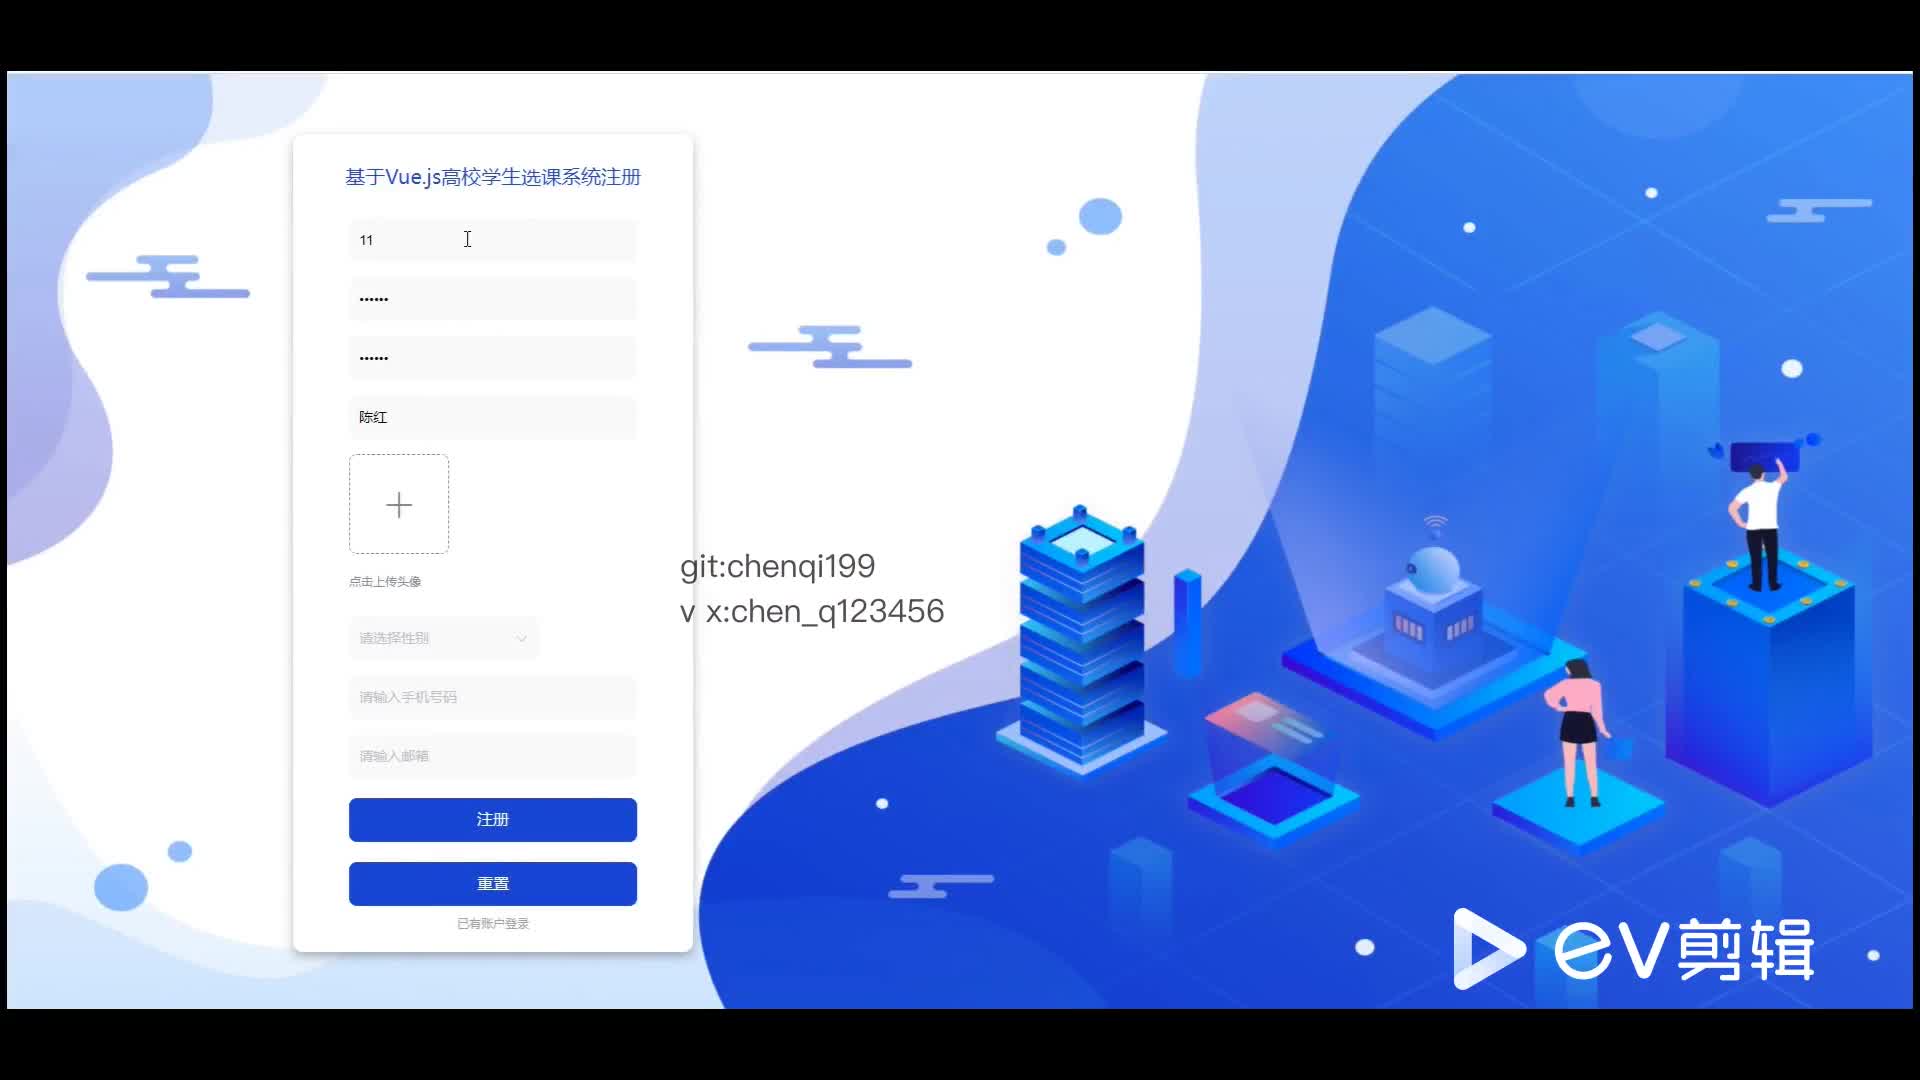 基于Vue.js高校学生选课系统注册
11
••••••
••••••
陈红
点击上传头像
请选择性别
请输入手机号码
请输入邮箱
注册
重置
已有账户登录
git:chenqi199
v x:chen_q123456
ev剪辑